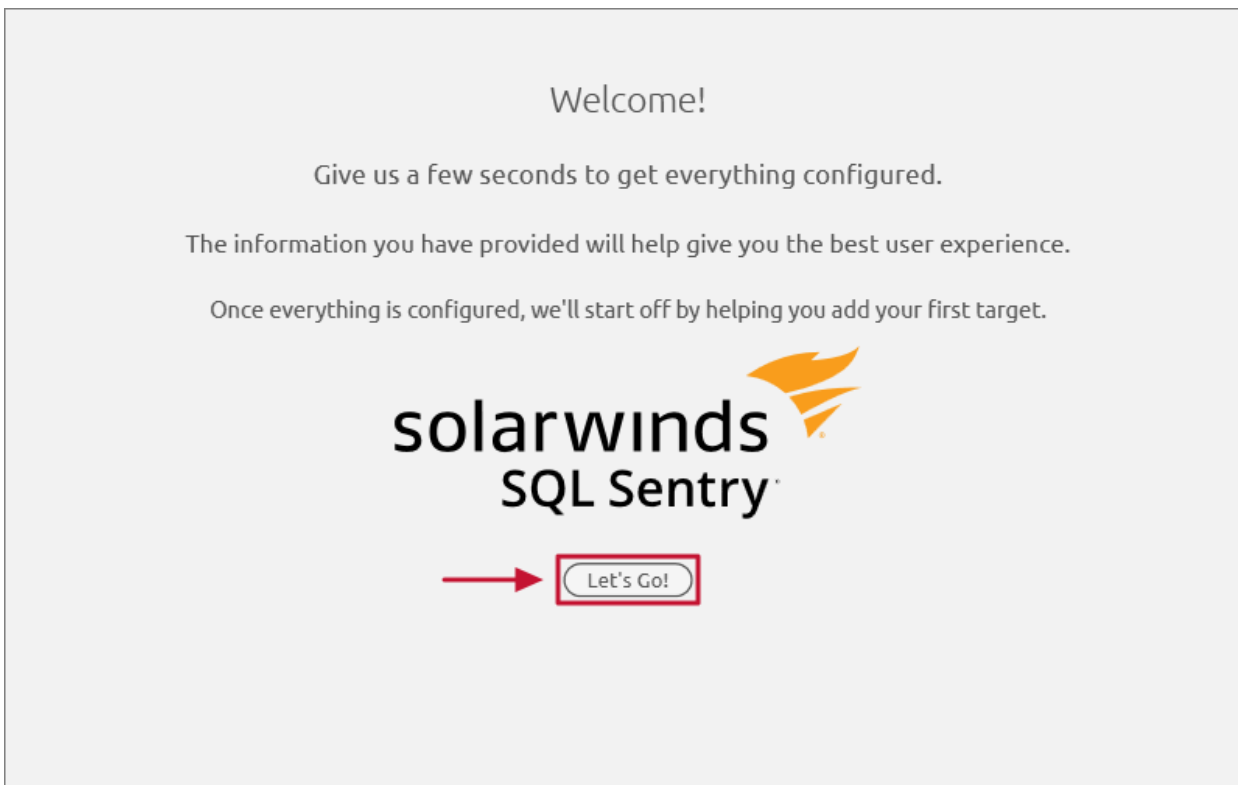 Welcome!
Give us a few seconds to get everything configured.
The information you have provided will help give you the best user experience.
Once everything is configured, we'll start off by helping you add your first target.
solarwinds
SQL Sentry
Let's Go!